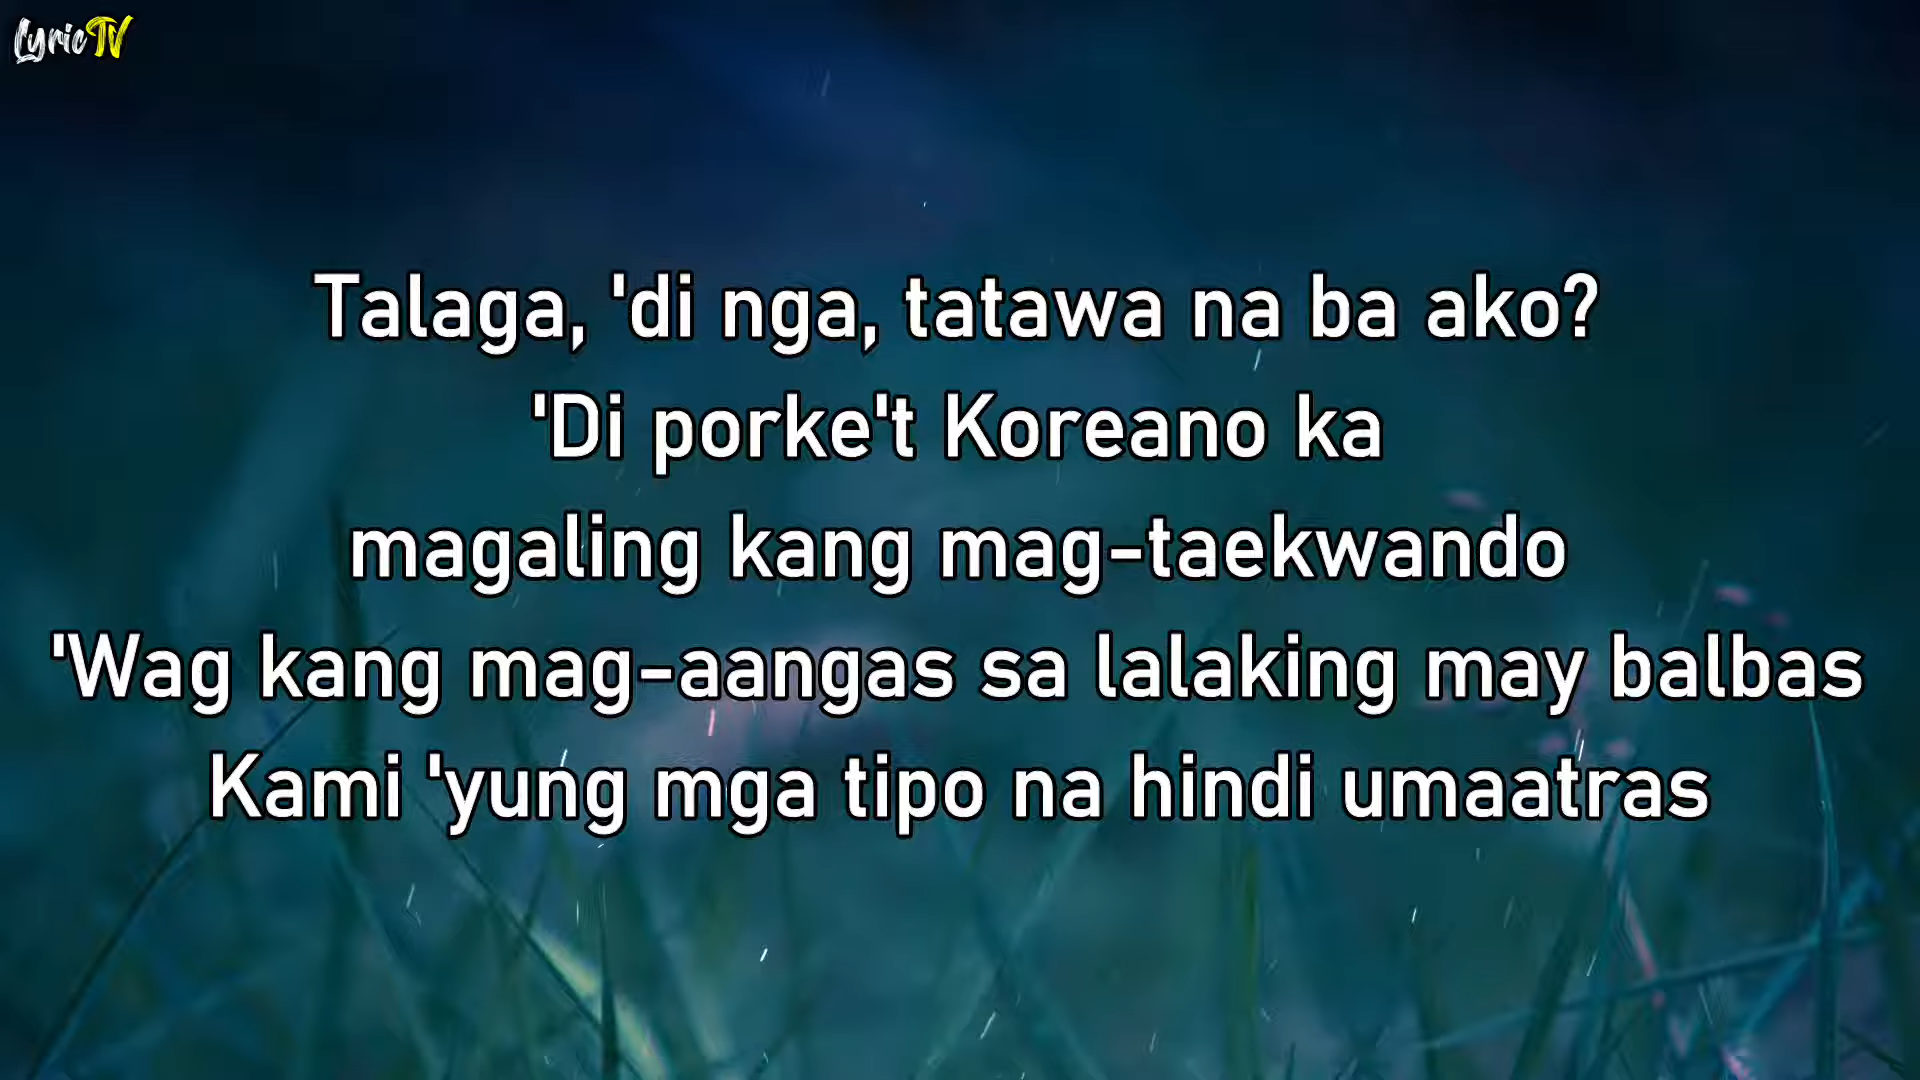 LyricTV
Talaga, 'di nga, tatawa na ba ako?
'Di porke't Koreano ka
magaling kang mag-taekwando
'Wag kang mag-aangas sa lalaking may balbas
Kami 'yung mga tipo na hindi umaatras